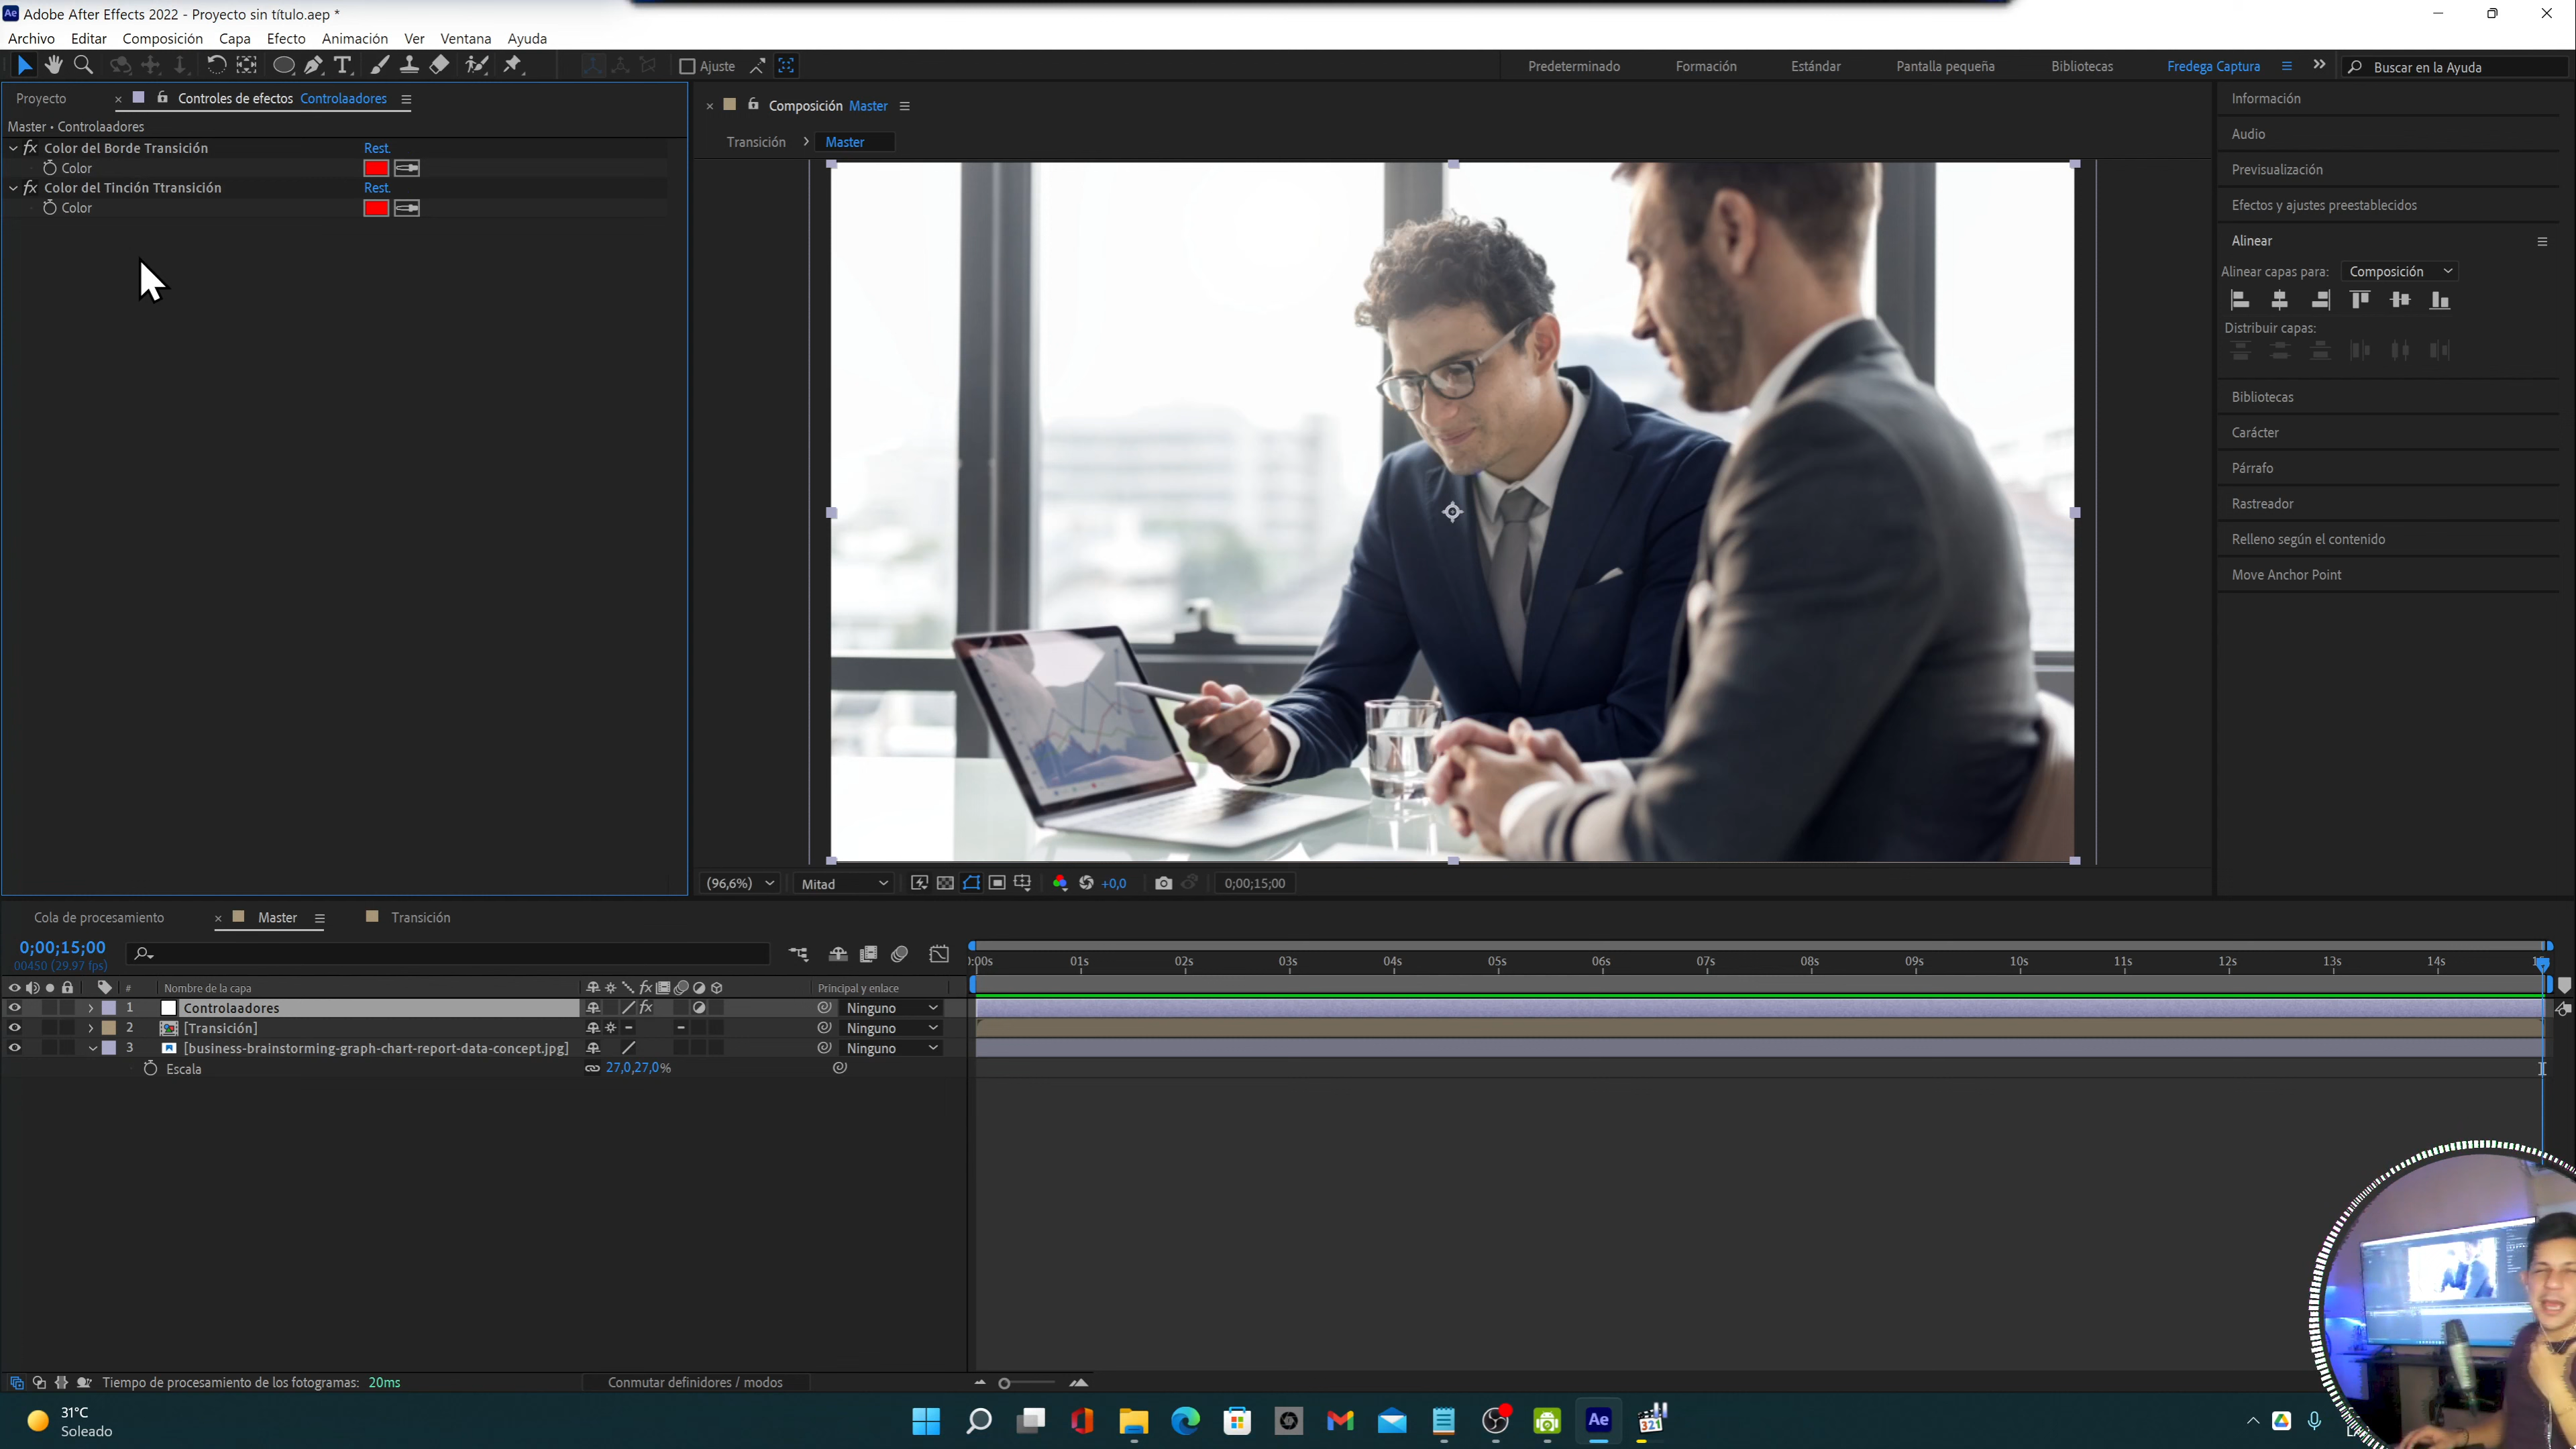 Adobe After Effects 2022 - Proyecto sin título.aep *
Archivo Editar Composición Capa Efecto Animación Ver Ventana Ayuda
Ajuste
Predeterminado Formación Estándar Pantalla pequeña Bibliotecas Fredega Captura
Buscar en la Ayuda
Proyecto
Controles de efectos Controlaadores
Master • Controlaadores
Color del Borde Transición Rest.
Color
Color del Tinción Ttransición Rest.
Color
Composición Master
Transición Master
(96,6%) Mitad +0,0 0;00;15;00
Información
Audio
Previsualización
Efectos y ajustes preestablecidos
Alinear
Alinear capas para: Composición
Distribuir capas:
Bibliotecas
Carácter
Párrafo
Rastreador
Relleno según el contenido
Move Anchor Point
Cola de procesamiento Master Transición
0;00;15;00
00450 (29.97 fps)
):00s 01s 02s 03s 04s 05s 06s 07s 08s 09s 10s 11s 12s 13s 14s
# Nombre de la capa Principal y enlace
1 Controlaadores Ninguno
2 [Transición] Ninguno
3 [business-brainstorming-graph-chart-report-data-concept.jpg] Ninguno
Escala 27,0,27,0%
Tiempo de procesamiento de los fotogramas: 20ms
Conmutar definidores / modos
31°C
Soleado
Ae
321